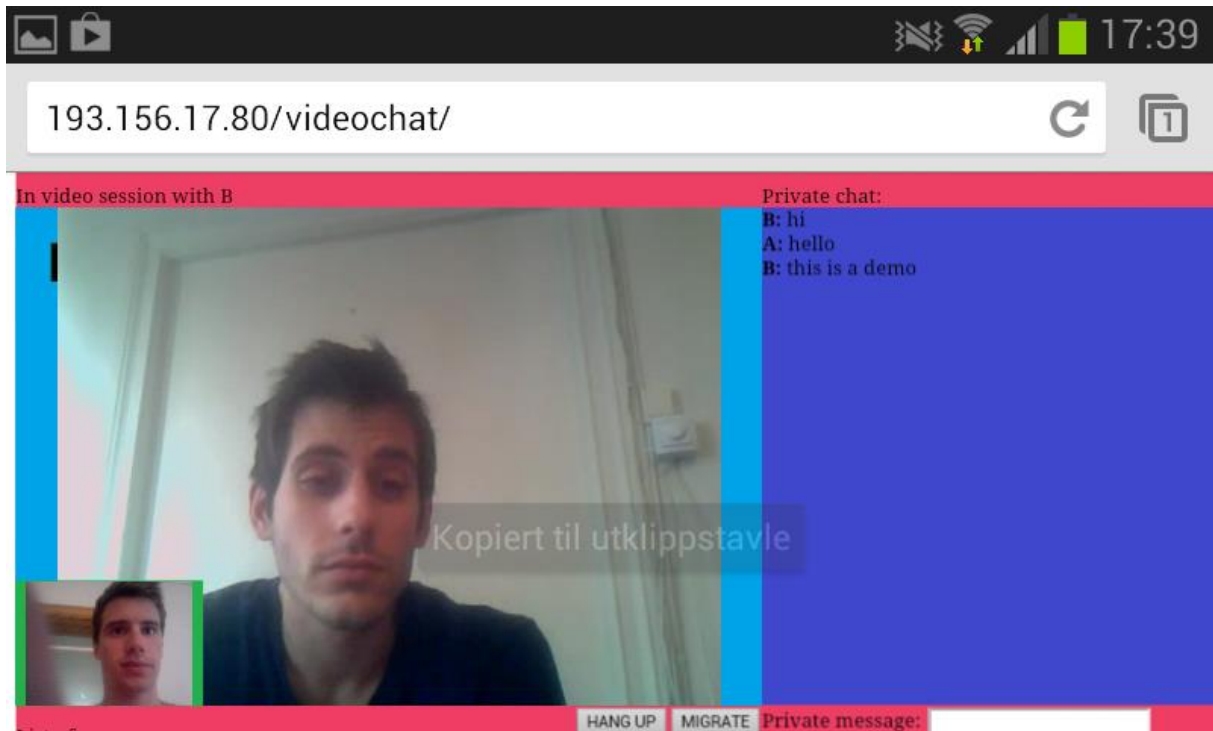 17:39
193.156.17.80/videochat/
1
In video session with B
Private chat:
B: hi
A: hello
B: this is a demo
Kopiert til utklippstavle
HANG UP
MIGRATE
Private message: